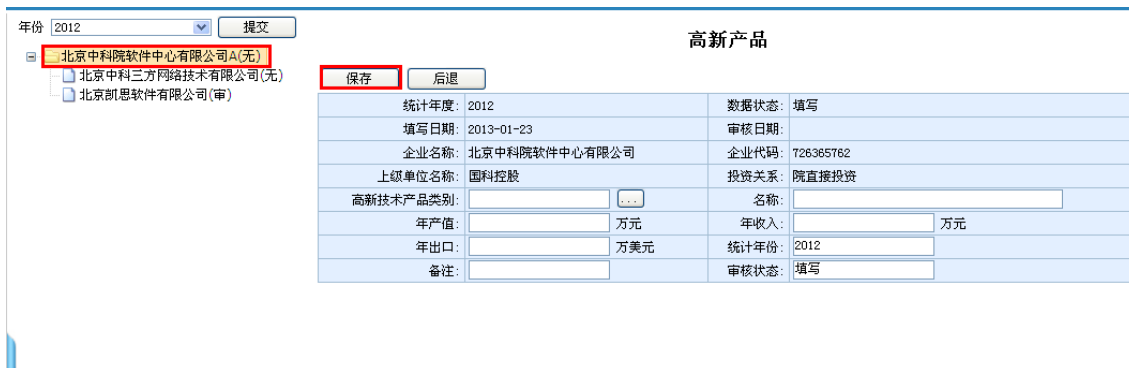 年份 2012 提交
北京中科院软件中心有限公司A(无)
北京中科三方网络技术有限公司(无)
北京凯思软件有限公司(审)
高新产品
保存 后退
统计年度: 2012 数据状态: 填写
填写日期: 2013-01-23 审核日期:
企业名称: 北京中科院软件中心有限公司 企业代码: 726365762
上级单位名称: 国科控股 投资关系: 院直接投资
高新技术产品类别: ... 名称:
年产值: 万元 年收入: 万元
年出口: 万美元 统计年份: 2012
备注: 审核状态: 填写